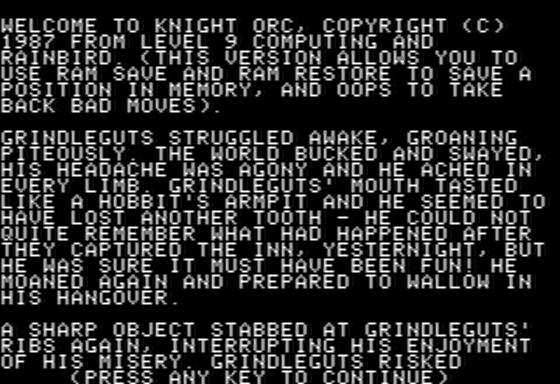 WELCOME TO KNIGHT ORC, COPYRIGHT (C)
1987 FROM LEVEL 9 COMPUTING AND
RAINBIRD. (THIS VERSION ALLOWS YOU TO
USE RAM SAVE AND RAM RESTORE TO SAVE A
POSITION IN MEMORY, AND OOPS TO TAKE
BACK BAD MOVES).
GRINDLEGUTS STRUGGLED AWAKE, GROANING
PITEOUSLY. THE WORLD BUCKED AND SWAYED,
HIS HEADACHE WAS AGONY AND HE ACHED IN
EVERY LIMB. GRINDLEGUTS' MOUTH TASTED
LIKE A HOBBIT'S ARMPIT AND HE SEEMED TO
HAVE LOST ANOTHER TOOTH - HE COULD NOT
QUITE REMEMBER WHAT HAD HAPPENED AFTER
THEY CAPTURED THE INN, YESTERNIGHT, BUT
HE WAS SURE IT MUST HAVE BEEN FUN! HE
MOANED AGAIN AND PREPARED TO WALLOW IN
HIS HANGOVER.
A SHARP OBJECT STABBED AT GRINDLEGUTS'
RIBS AGAIN, INTERRUPTING HIS ENJOYMENT
OF HIS MISERY. GRINDLEGUTS RISKED
(PRESS ANY KEY TO CONTINUE)